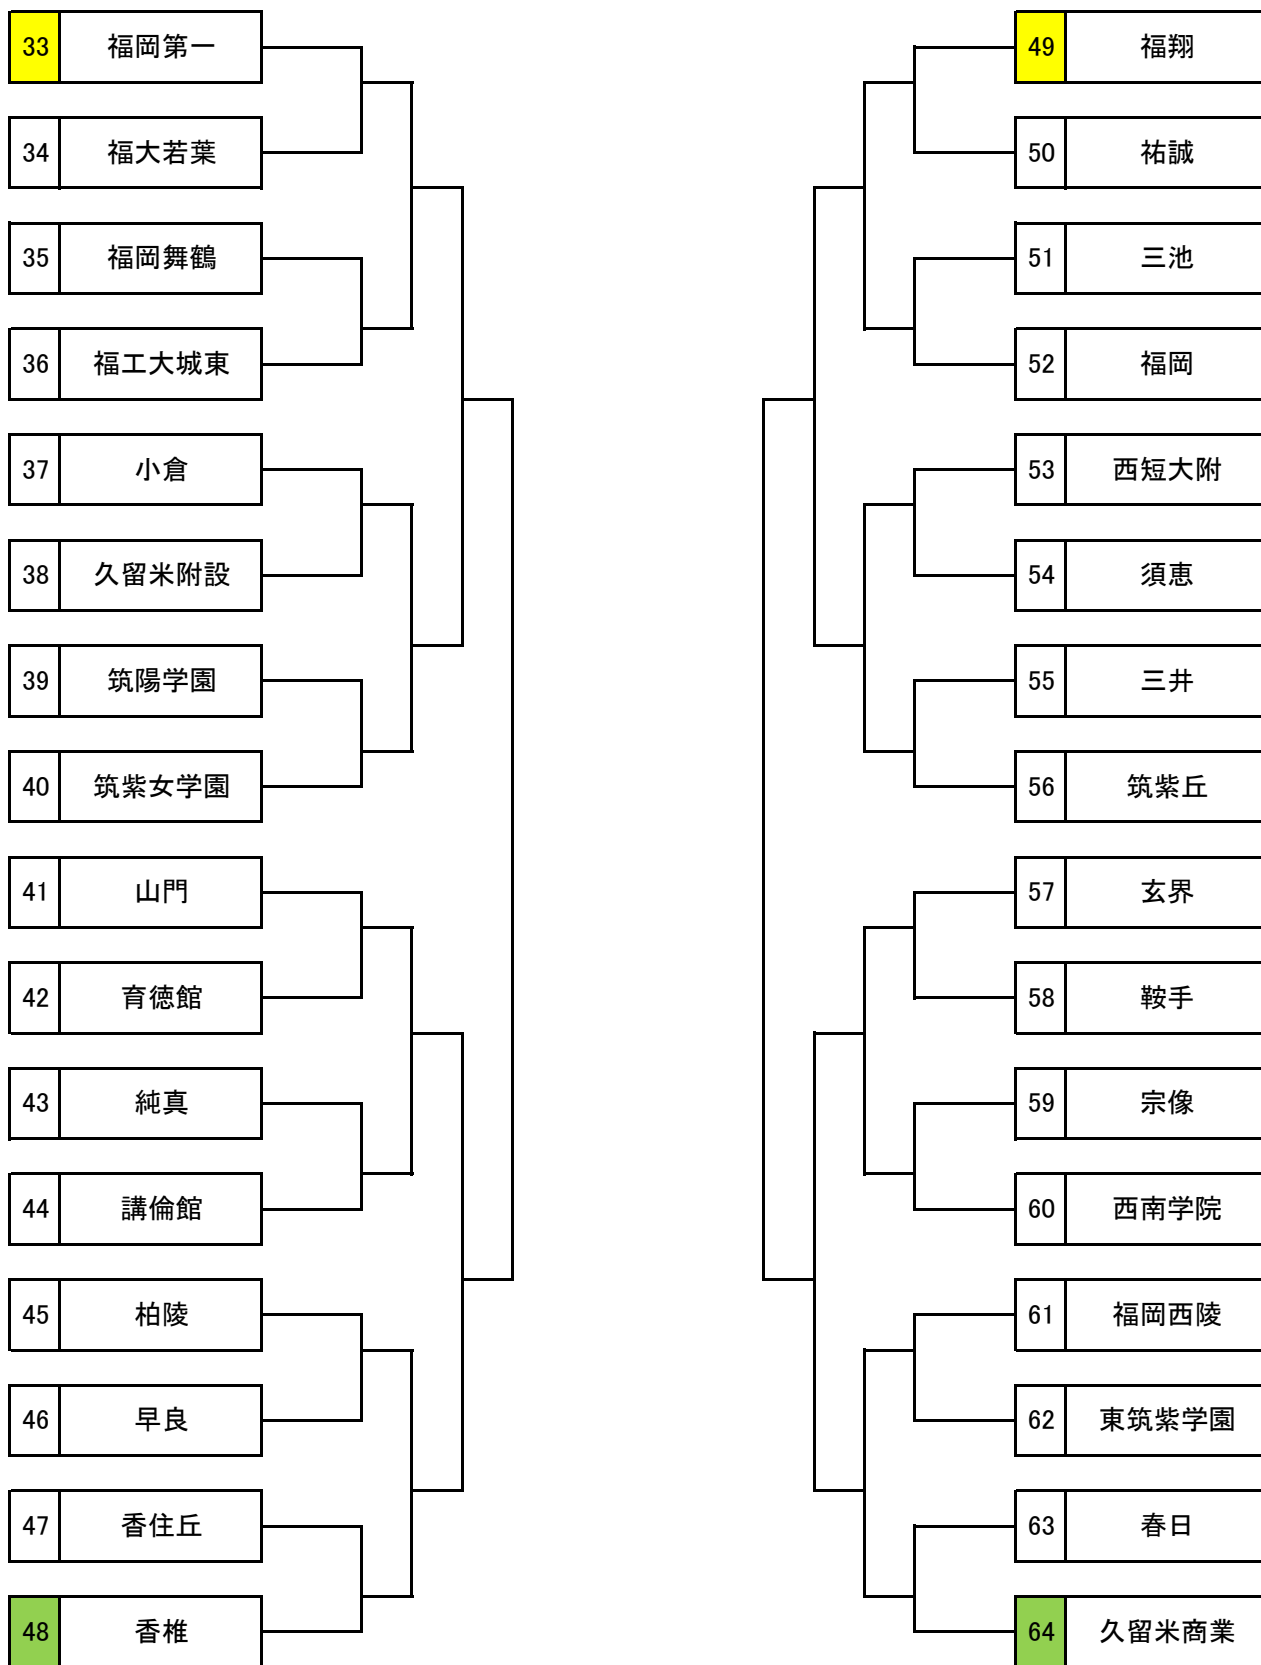 33 福岡第一
34 福大若葉
35 福岡舞鶴
36 福工大城東
37 小倉
38 久留米附設
39 筑陽学園
40 筑紫女学園
41 山門
42 育徳館
43 純真
44 講倫館
45 柏陵
46 早良
47 香住丘
48 香椎
49 福翔
50 祐誠
51 三池
52 福岡
53 西短大附
54 須恵
55 三井
56 筑紫丘
57 玄界
58 鞍手
59 宗像
60 西南学院
61 福岡西陵
62 東筑紫学園
63 春日
64 久留米商業